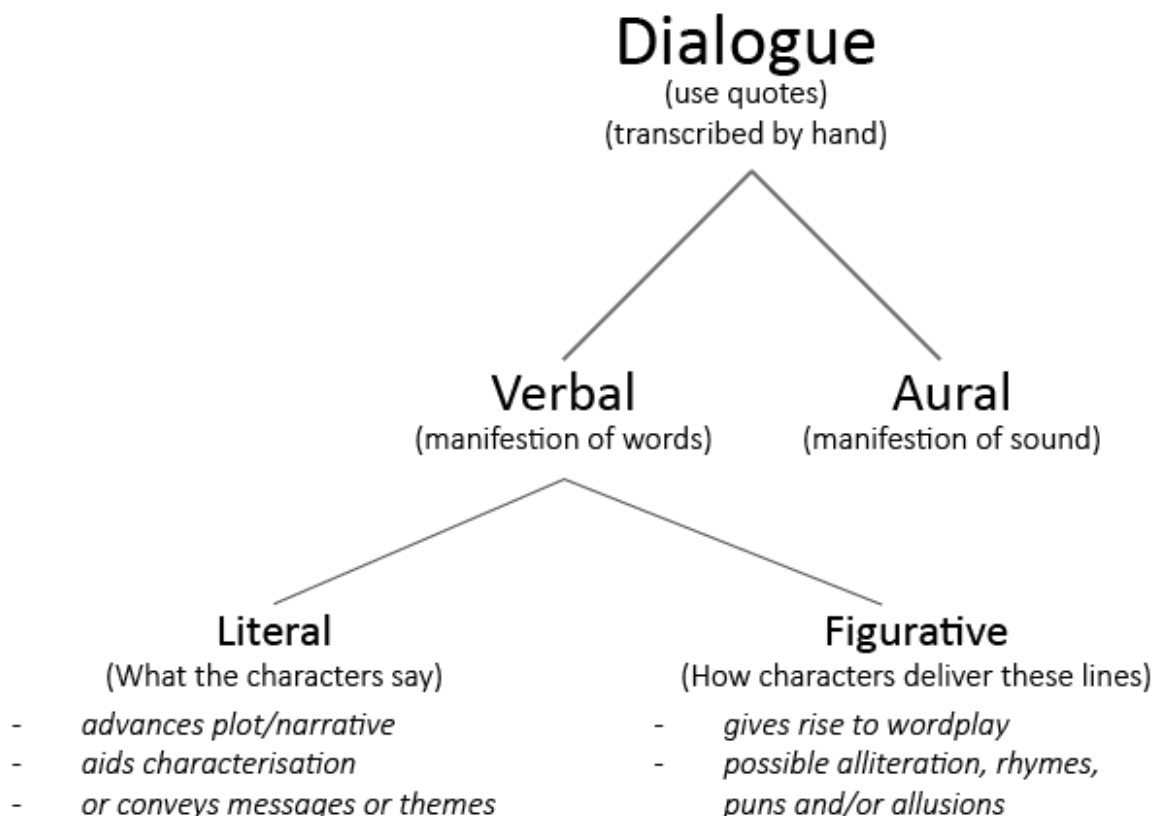 Dialogue
(use quotes)
(transcribed by hand)
Verbal
(manifestion of words)
Aural
(manifestion of sound)
Literal
(What the characters say)
- advances plot/narrative
- aids characterisation
- or conveys messages or themes
Figurative
(How characters deliver these lines)
- gives rise to wordplay
- possible alliteration, rhymes,
puns and/or allusions